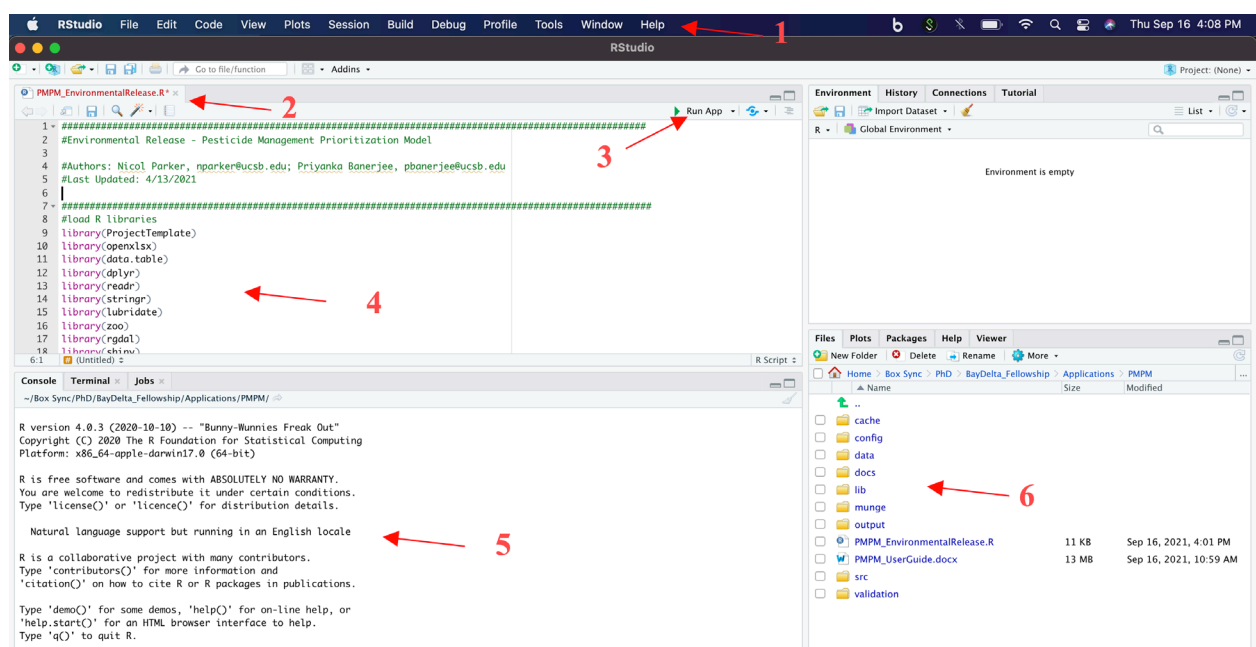 RStudio File Edit Code View Plots Session Build Debug Profile Tools Window Help Thu Sep 16 4:08 PM
1
RStudio
Go to file/function Addins Project: (None)
PMPM_EnvironmentalRelease.R*
2
Run App
3
1 #########################################################################################################
2 #Environmental Release - Pesticide Management Prioritization Model
3
4 #Authors: Nicol Parker, nparker@ucsb.edu; Priyanka Banerjee, pbanerjee@ucsb.edu
5 #Last Updated: 4/13/2021
6
7 ##########################################################################################################
8 #load R libraries
9 library(ProjectTemplate)
10 library(openxlsx)
11 library(data.table)
12 library(dplyr)
13 library(readr)
14 library(stringr)
15 library(lubridate)
16 library(zoo)
17 library(rgdal)
18 library(shiny)
4
6:1 (Untitled) R Script
Console Terminal Jobs
~/Box Sync/PhD/BayDelta_Fellowship/Applications/PMPM/
R version 4.0.3 (2020-10-10) -- "Bunny-Wunnies Freak Out"
Copyright (C) 2020 The R Foundation for Statistical Computing
Platform: x86_64-apple-darwin17.0 (64-bit)
R is free software and comes with ABSOLUTELY NO WARRANTY.
You are welcome to redistribute it under certain conditions.
Type 'license()' or 'licence()' for distribution details.
Natural language support but running in an English locale
5
R is a collaborative project with many contributors.
Type 'contributors()' for more information and
'citation()' on how to cite R or R packages in publications.
Type 'demo()' for some demos, 'help()' for on-line help, or
'help.start()' for an HTML browser interface to help.
Type 'q()' to quit R.
Environment History Connections Tutorial
Import Dataset List
R Global Environment
Environment is empty
Files Plots Packages Help Viewer
New Folder Delete Rename More
Home Box Sync PhD BayDelta_Fellowship Applications PMPM ...
Name Size Modified
..
cache
config
data
docs
lib
6
munge
output
PMPM_EnvironmentalRelease.R 11 KB Sep 16, 2021, 4:01 PM
PMPM_UserGuide.docx 13 MB Sep 16, 2021, 10:59 AM
src
validation